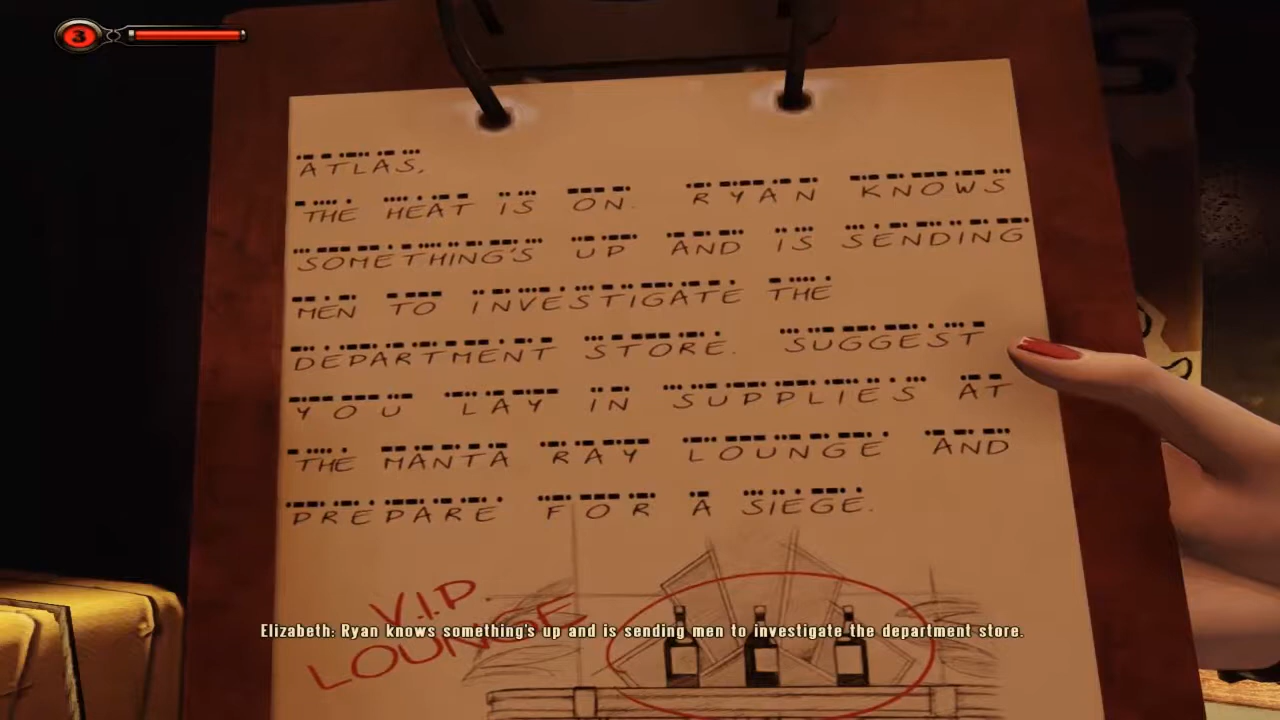 3
ATLAS,
THE HEAT IS ON. RYAN KNOWS
SOMETHING'S UP AND IS SENDING
MEN TO INVESTIGATE THE
DEPARTMENT STORE. SUGGEST
YOU LAY IN SUPPLIES AT
THE MANTA RAY LOUNGE AND
PREPARE FOR A SIEGE.
V.I.P
LOUNGE
Elizabeth: Ryan knows something's up and is sending men to investigate the department store.